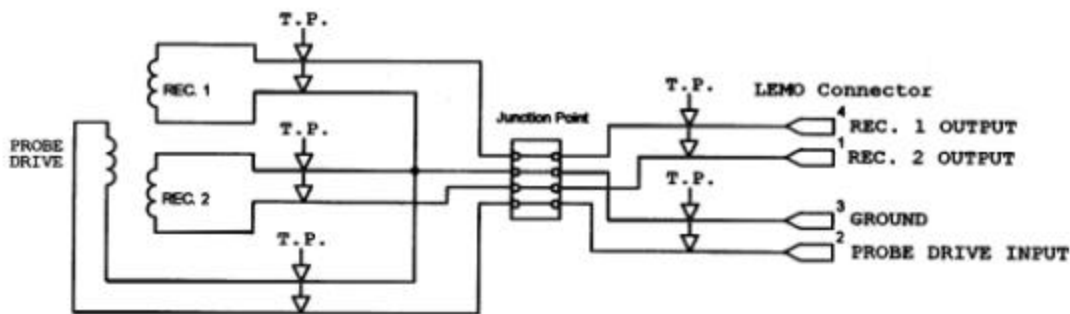 T.P.
REC. 1
T.P.
LEMO Connector
Junction Point
4
REC. 1 OUTPUT
T.P.
1
REC. 2 OUTPUT
PROBE
DRIVE
T.P.
REC. 2
3
GROUND
T.P.
2
PROBE DRIVE INPUT